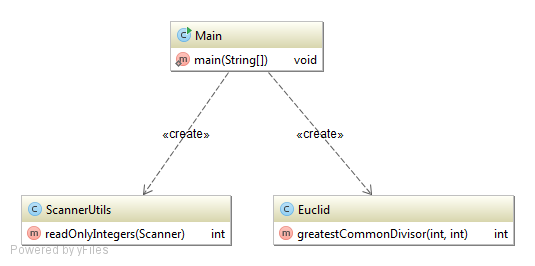 Main
main(String[]) void
«create» «create»
ScannerUtils
readOnlyIntegers(Scanner) int
Euclid
greatestCommonDivisor(int, int) int
Powered by yFiles